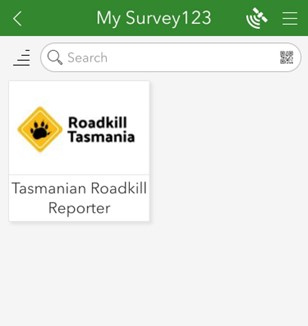 My Survey123
Search
Roadkill
Tasmania
Tasmanian Roadkill
Reporter